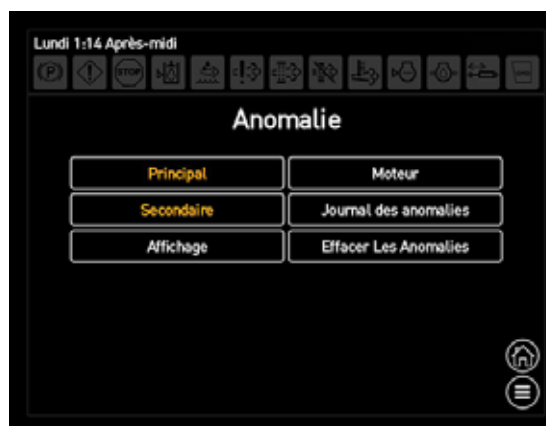 Lundi 1:14 Après-midi
(P)
STOP
Anomalie
Principal
Moteur
Secondaire
Journal des anomalies
Affichage
Effacer Les Anomalies